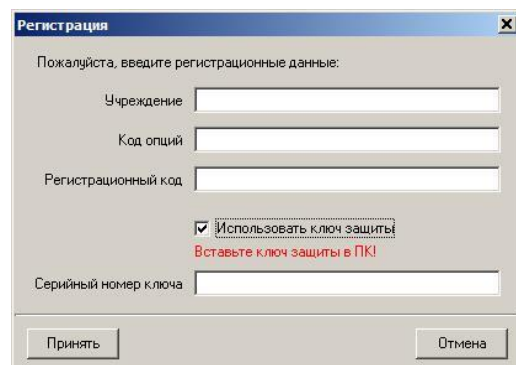 Регистрация
Пожалуйста, введите регистрационные данные:
Учреждение
Код опций
Регистрационный код
Использовать ключ защиты
Вставьте ключ защиты в ПК!
Серийный номер ключа
Принять
Отмена